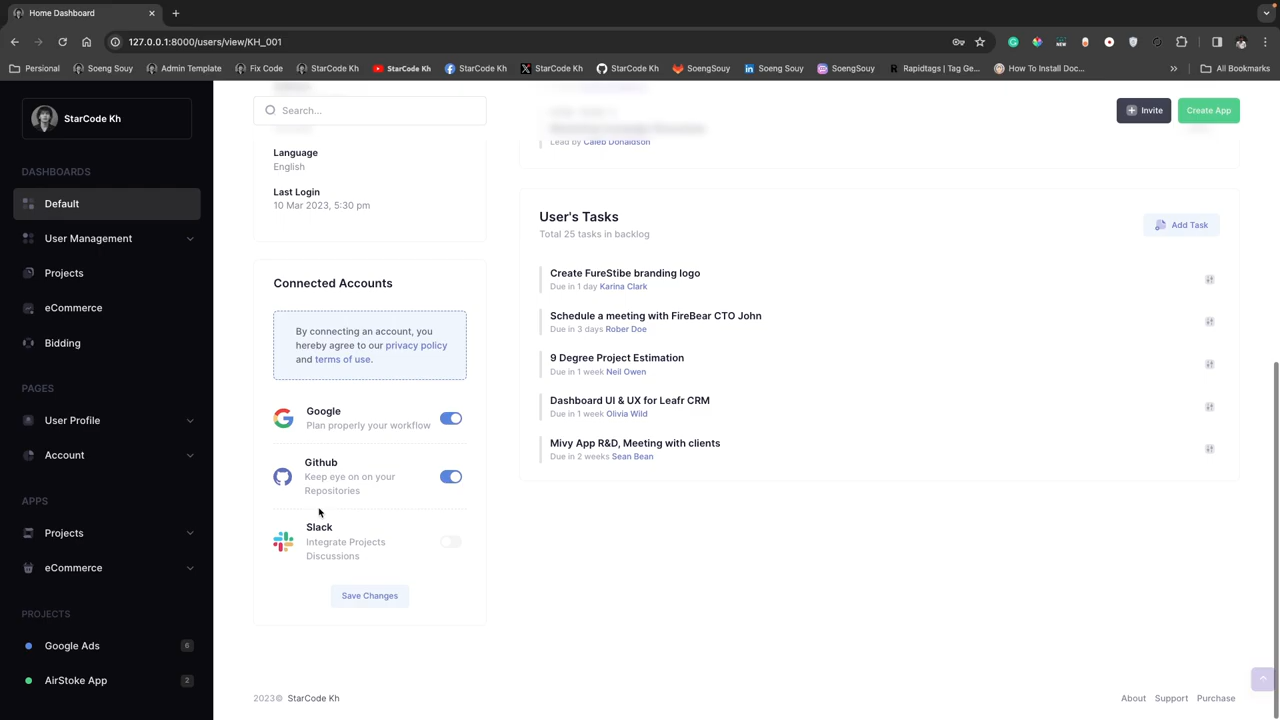 Home Dashboard
127.0.0.1:8000/users/view/KH_001
Personal
Soeng Souy
Admin Template
Fix Code
StarCode Kh
StarCode Kh
StarCode Kh
StarCode Kh
StarCode Kh
SoengSouy
Soeng Souy
SoengSouy
Rapidtags | Tag Ge...
How To Install Doc...
All Bookmarks
StarCode Kh
DASHBOARDS
Default
User Management
Projects
eCommerce
Bidding
PAGES
User Profile
Account
APPS
Projects
eCommerce
PROJECTS
Google Ads
6
AirStoke App
2
Search...
Invite
Create App
Language
English
Last Login
10 Mar 2023, 5:30 pm
Connected Accounts
By connecting an account, you
hereby agree to our privacy policy
and terms of use.
Google
Plan properly your workflow
Github
Keep eye on on your
Repositories
Slack
Integrate Projects
Discussions
Save Changes
Lead by Caleb Donaldson
User's Tasks
Total 25 tasks in backlog
Add Task
Create FureStibe branding logo
Due in 1 day Karina Clark
Schedule a meeting with FireBear CTO John
Due in 3 days Rober Doe
9 Degree Project Estimation
Due in 1 week Neil Owen
Dashboard UI & UX for Leafr CRM
Due in 1 week Olivia Wild
Mivy App R&D, Meeting with clients
Due in 2 weeks Sean Bean
2023© StarCode Kh
About Support Purchase